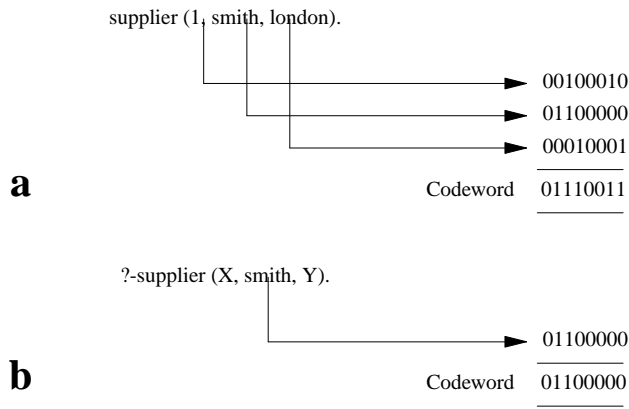 supplier (1, smith, london).
00100010
01100000
00010001
a
Codeword 01110011
?-supplier (X, smith, Y).
01100000
b
Codeword 01100000